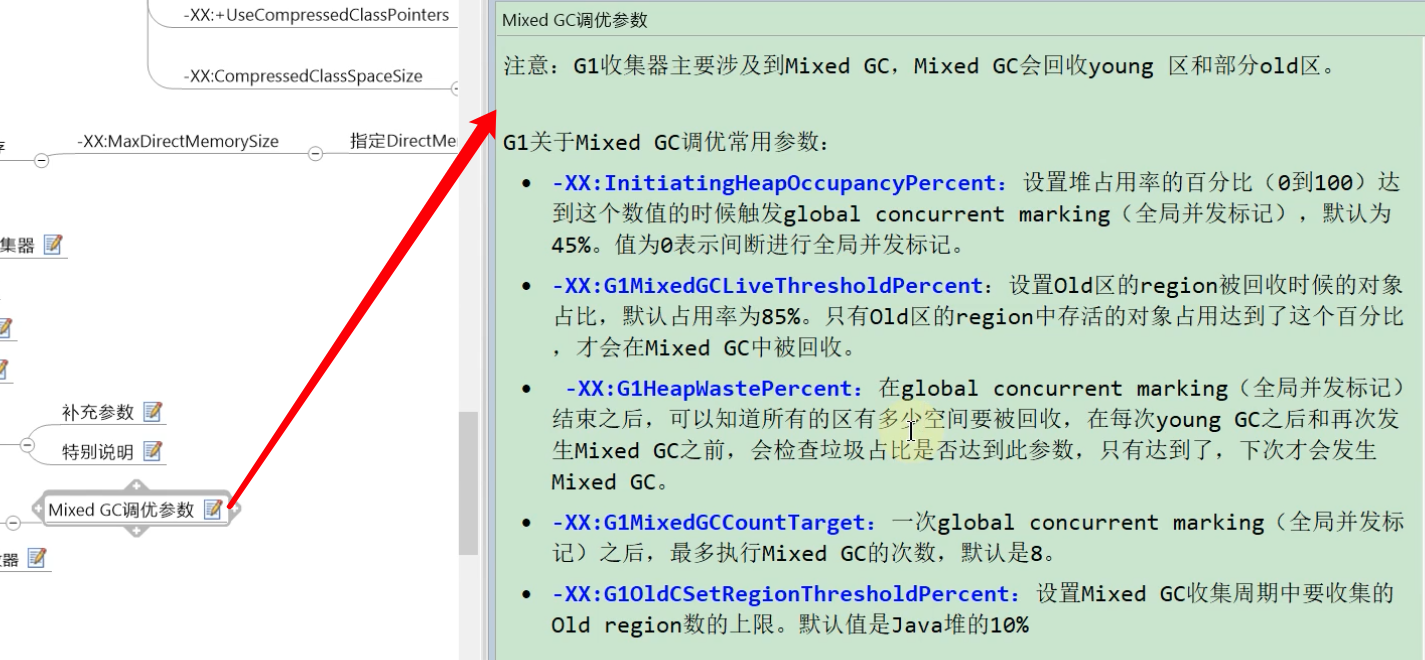 -XX:+UseCompressedClassPointers
-XX:CompressedClassSpaceSize
-XX:MaxDirectMemorySize
指定DirectMe
集器
补充参数
特别说明
Mixed GC调优参数
器
Mixed GC调优参数
注意：G1收集器主要涉及到Mixed GC，Mixed GC会回收young 区和部分old区。
G1关于Mixed GC调优常用参数：
• -XX:InitiatingHeapOccupancyPercent：设置堆占用率的百分比（0到100）达
到这个数值的时候触发global concurrent marking（全局并发标记），默认为
45%。值为0表示间断进行全局并发标记。
• -XX:G1MixedGCLiveThresholdPercent：设置Old区的region被回收时候的对象
占比，默认占用率为85%。只有Old区的region中存活的对象占用达到了这个百分比
，才会在Mixed GC中被回收。
• -XX:G1HeapWastePercent：在global concurrent marking（全局并发标记）
结束之后，可以知道所有的区有多少空间要被回收，在每次young GC之后和再次发
生Mixed GC之前，会检查垃圾占比是否达到此参数，只有达到了，下次才会发生
Mixed GC。
• -XX:G1MixedGCCountTarget：一次global concurrent marking（全局并发标
记）之后，最多执行Mixed GC的次数，默认是8。
• -XX:G1OldCSetRegionThresholdPercent：设置Mixed GC收集周期中要收集的
Old region数的上限。默认值是Java堆的10%